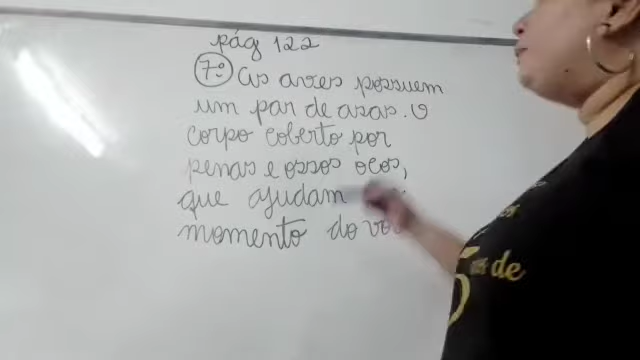 pág 122
7º As aves possuem
um par de asas. O
corpo coberto por
penas e ossos ocos,
que ajudam
momento do
de